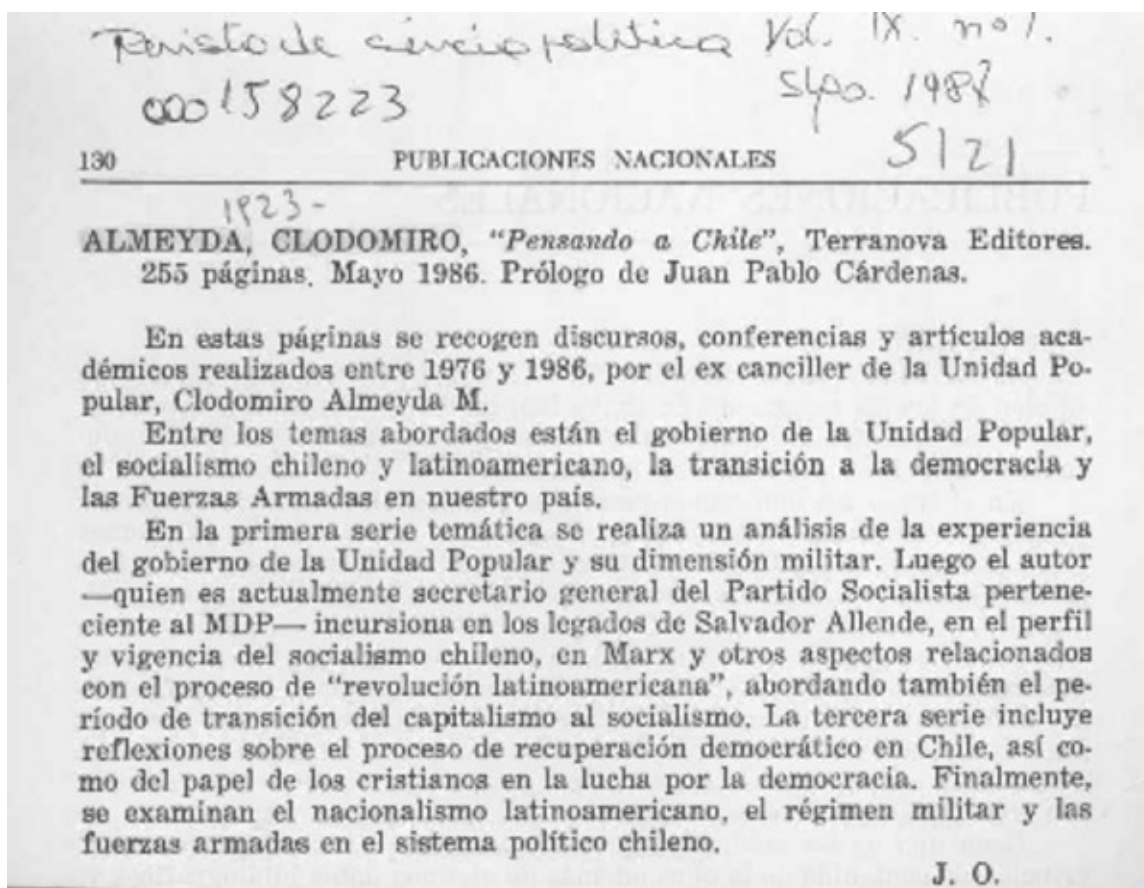 Revista de ciencia política Vol. IX. nº1.
Stgo. 1987
000158223
5121
130 PUBLICACIONES NACIONALES
1923-
ALMEYDA, CLODOMIRO, "Pensando a Chile", Terranova Editores.
255 páginas. Mayo 1986. Prólogo de Juan Pablo Cárdenas.
En estas páginas se recogen discursos, conferencias y artículos aca-
démicos realizados entre 1976 y 1986, por el ex canciller de la Unidad Po-
pular, Clodomiro Almeyda M.
Entre los temas abordados están el gobierno de la Unidad Popular,
el socialismo chileno y latinoamericano, la transición a la democracia y
las Fuerzas Armadas en nuestro país.
En la primera serie temática se realiza un análisis de la experiencia
del gobierno de la Unidad Popular y su dimensión militar. Luego el autor
—quien es actualmente secretario general del Partido Socialista pertene-
ciente al MDP— incursiona en los legados de Salvador Allende, en el perfil
y vigencia del socialismo chileno, en Marx y otros aspectos relacionados
con el proceso de "revolución latinoamericana", abordando también el pe-
ríodo de transición del capitalismo al socialismo. La tercera serie incluye
reflexiones sobre el proceso de recuperación democrático en Chile, así co-
mo del papel de los cristianos en la lucha por la democracia. Finalmente,
se examinan el nacionalismo latinoamericano, el régimen militar y las
fuerzas armadas en el sistema político chileno.
J. O.